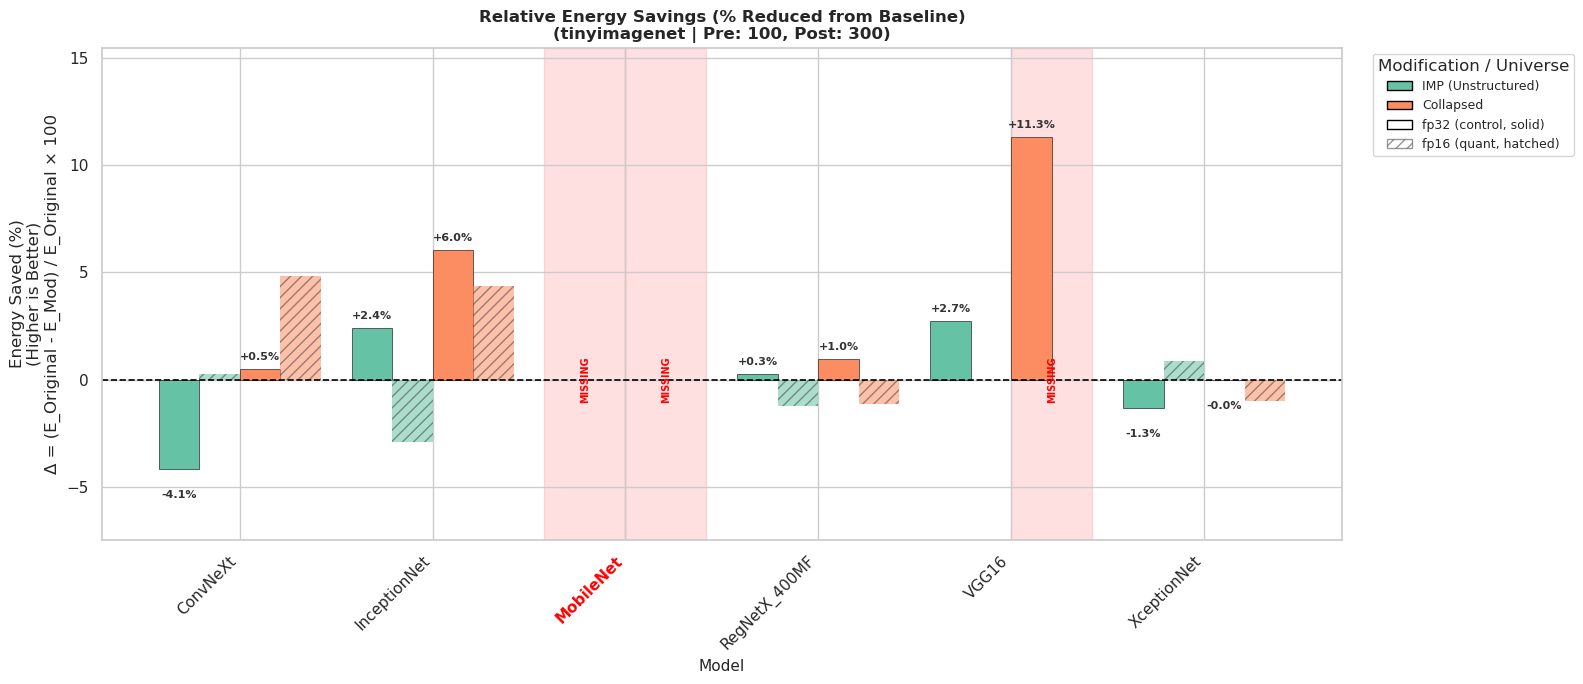 Relative Energy Savings (% Reduced from Baseline)
(tinyimagenet | Pre: 100, Post: 300)
Energy Saved (%)
(Higher is Better)
Δ = (E_Original - E_Mod) / E_Original × 100
15
10
5
0
−5
-4.1%
+0.5%
+2.4%
+6.0%
MISSING
MISSING
+0.3%
+1.0%
+2.7%
+11.3%
MISSING
-1.3%
-0.0%
ConvNeXt
InceptionNet
MobileNet
RegNetX_400MF
VGG16
XceptionNet
Model
Modification / Universe
IMP (Unstructured)
Collapsed
fp32 (control, solid)
fp16 (quant, hatched)